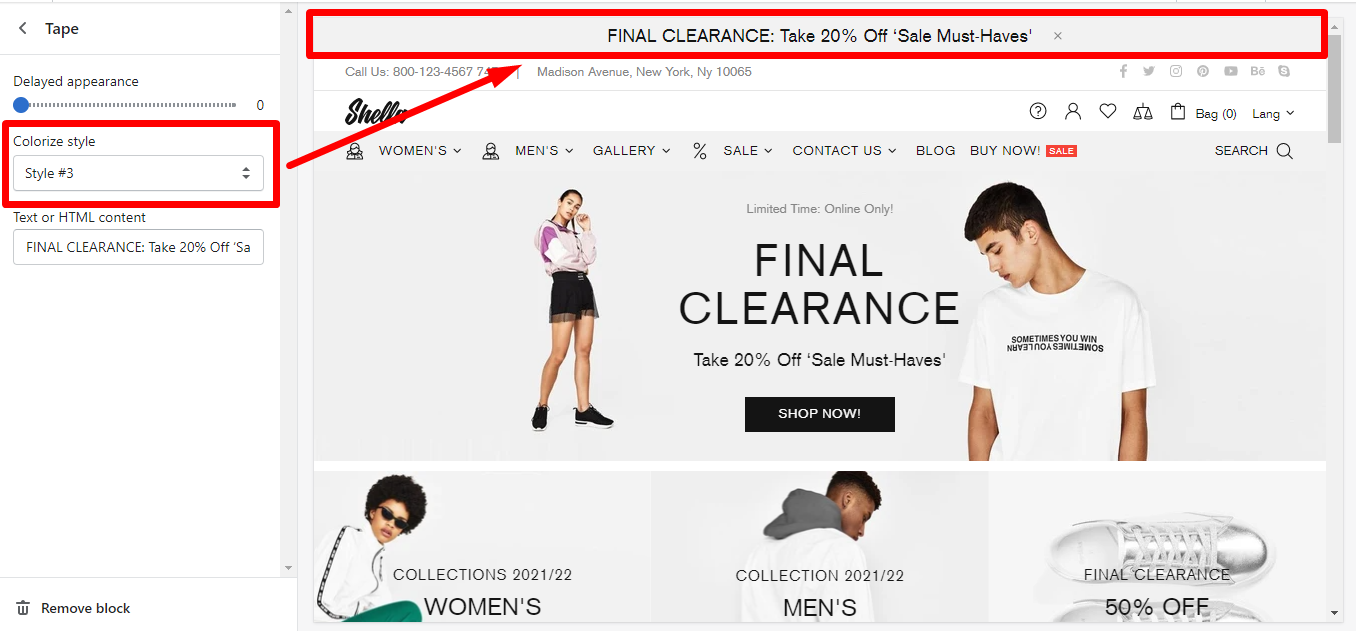 Tape
Delayed appearance
0
Colorize style
Style #3
Text or HTML content
FINAL CLEARANCE: Take 20% Off ‘Sa
Remove block
FINAL CLEARANCE: Take 20% Off ‘Sale Must-Haves' ×
Call Us: 800-123-4567 | Madison Avenue, New York, Ny 10065
Bē
Shella
Bag (0) Lang
WOMEN'S MEN'S GALLERY SALE CONTACT US BLOG BUY NOW! SALE SEARCH
Limited Time: Online Only!
FINAL
CLEARANCE
Take 20% Off ‘Sale Must-Haves'
SHOP NOW!
SOMETIMES YOU WIN
SOMETIMES YOU LEARN
COLLECTIONS 2021/22
WOMEN'S
COLLECTION 2021/22
MEN'S
FINAL CLEARANCE
50% OFF